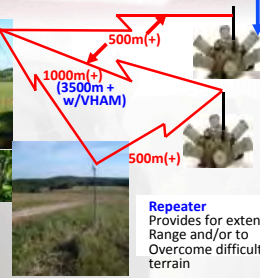 500m(+)
1000m(+)
(3500m +
w/VHAM)
500m(+)
Repeater
Provides for exten
Range and/or to
Overcome difficult
terrain